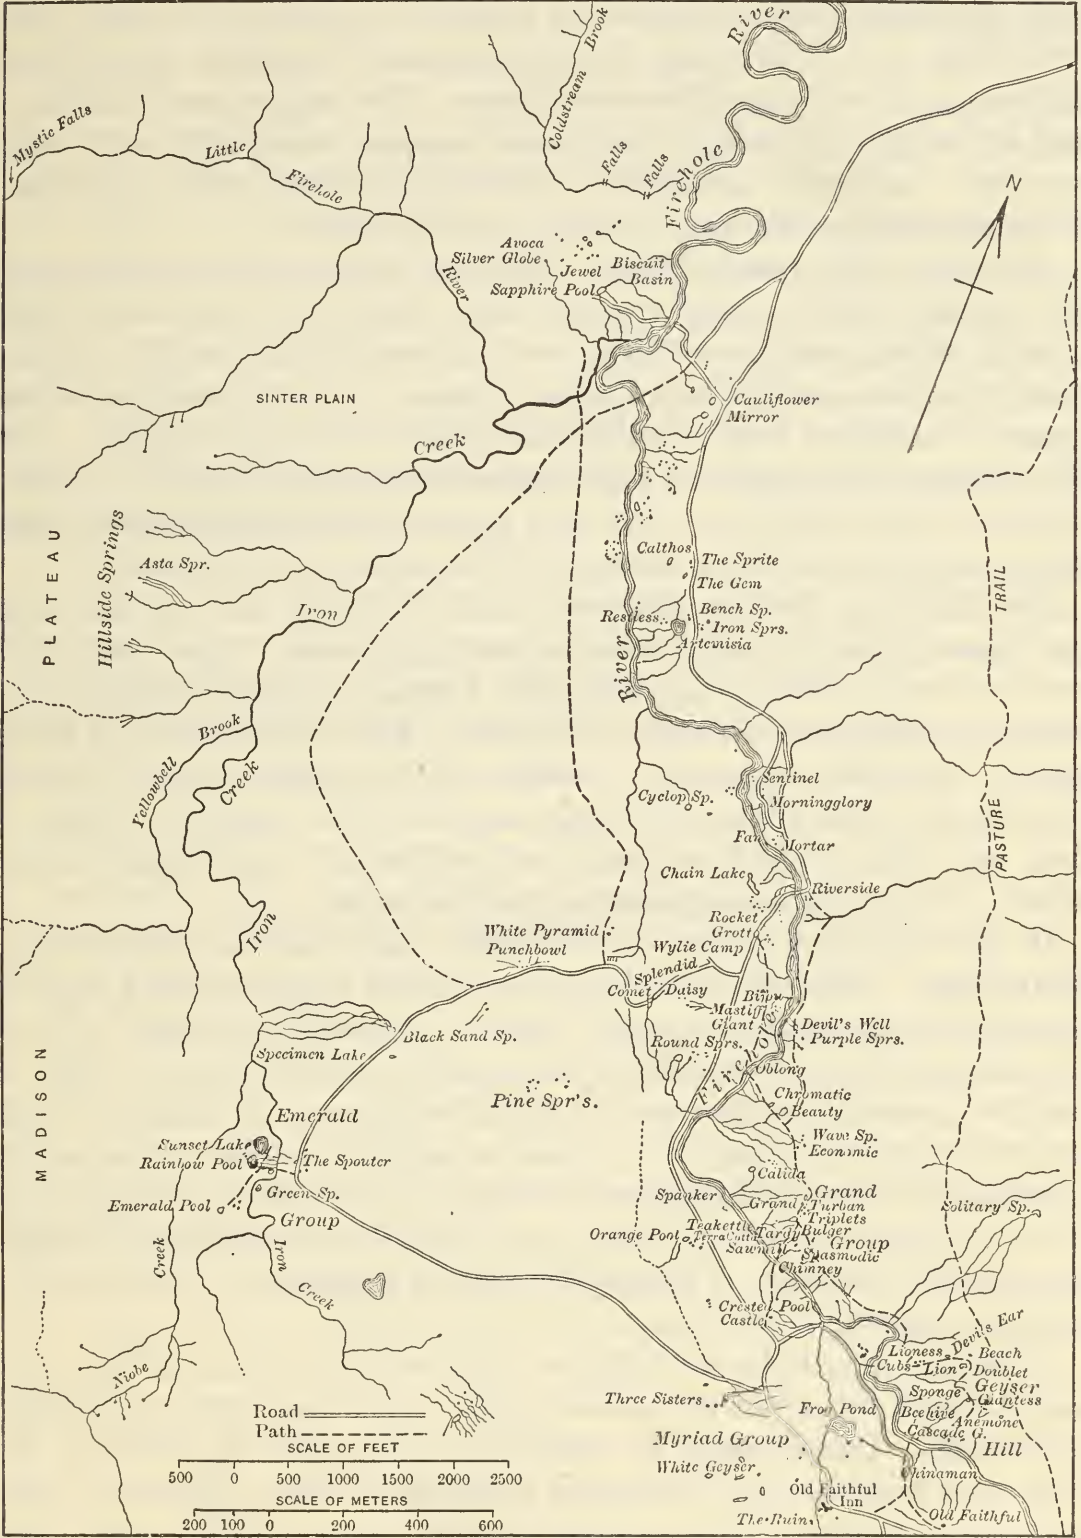 River
Coldstream Brook
Mystic Falls
Little
Firehole
River
Falls
Falls
Firehole
N
Avoca
Silver Globe
Jewel
Sapphire Pool
Biscuit
Basin
SINTER PLAIN
Cauliflower
Mirror
Creek
PLATEAU
Hillside Springs
Asta Spr.
Iron
Calthos
The Sprite
The Gem
Restless
Bench Sp.
Iron Sprs.
Artemisia
River
TRAIL
Brook
Yellowbell
Creek
Cyclop Sp.
Sentinel
Morningglory
Fan
Mortar
PASTURE
Chain Lake
Riverside
Iron
White Pyramid
Punchbowl
Rocket
Grotto
Wylie Camp
Splendid
Comet
Daisy
Bijou
Mastiff
Giant
Devil's Well
Purple Sprs.
Black Sand Sp.
Specimen Lake
Round Sprs.
Firehole
Oblong
MADISON
Pine Spr's.
Chromatic
Beauty
Emerald
Wave Sp.
Economic
Sunset Lake
Rainbow Pool
The Spouter
Calida
Green Sp.
Emerald Pool
Group
Spanker
Grand
Grand
Turban
Triplets
Solitary Sp.
Orange Pool
Teakettle
Terra Cotta
Tardy
Bulger
Sawmill
Group
Spasmodic
Chimney
Creek
Iron
Creek
Crested Pool
Castle
Devil's Ear
Lioness
Beach
Cubs
Lion
Doublet
Niobe
Sponge
Geyser
Giantess
Three Sisters
Frog Pond
Beehive
Anemone
Cascade G.
Hill
Road
Path
SCALE OF FEET
500 0 500 1000 1500 2000 2500
SCALE OF METERS
200 100 0 200 400 600
Myriad Group
White Geyser
Chinaman
Old Faithful
Inn
The Ruin
Old Faithful